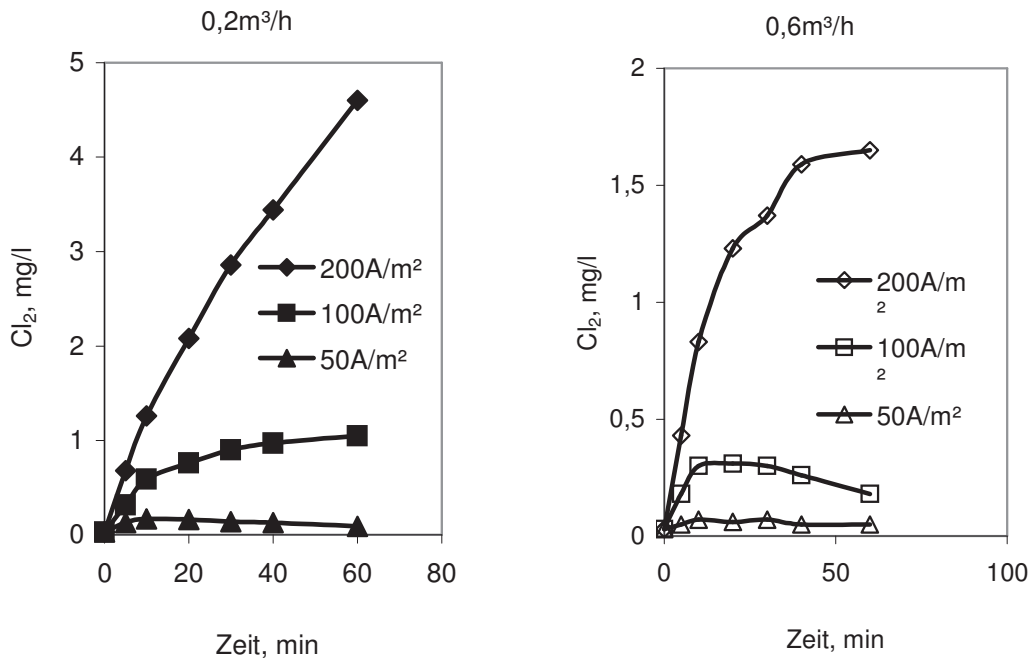 0,2m³/h
5
4
3
2
1
0
Cl₂, mg/l
200A/m²
100A/m²
50A/m²
0 20 40 60 80
Zeit, min
0,6m³/h
2
1,5
1
0,5
0
Cl₂, mg/l
200A/m
²
100A/m
²
50A/m²
0 50 100
Zeit, min